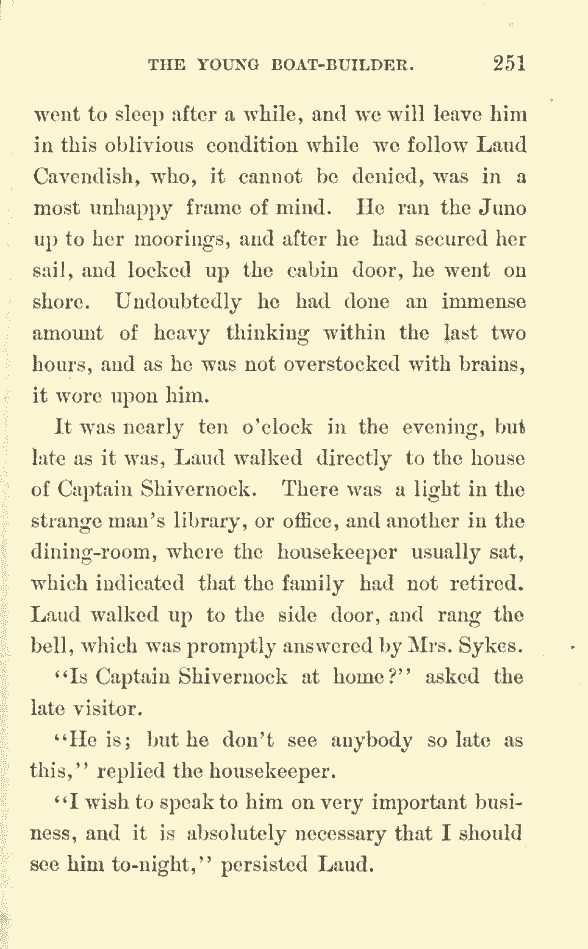 THE YOUNG BOAT-BUILDER. 251
went to sleep after a while, and we will leave him
in this oblivious condition while we follow Laud
Cavendish, who, it cannot be denied, was in a
most unhappy frame of mind. He ran the Juno
up to her moorings, and after he had secured her
sail, and locked up the cabin door, he went on
shore. Undoubtedly he had done an immense
amount of heavy thinking within the last two
hours, and as he was not overstocked with brains,
it wore upon him.
It was nearly ten o'clock in the evening, but
late as it was, Laud walked directly to the house
of Captain Shivernock. There was a light in the
strange man's library, or office, and another in the
dining-room, where the housekeeper usually sat,
which indicated that the family had not retired.
Laud walked up to the side door, and rang the
bell, which was promptly answered by Mrs. Sykes.
"Is Captain Shivernock at home?" asked the
late visitor.
"He is; but he don't see anybody so late as
this," replied the housekeeper.
"I wish to speak to him on very important busi-
ness, and it is absolutely necessary that I should
see him to-night," persisted Laud.